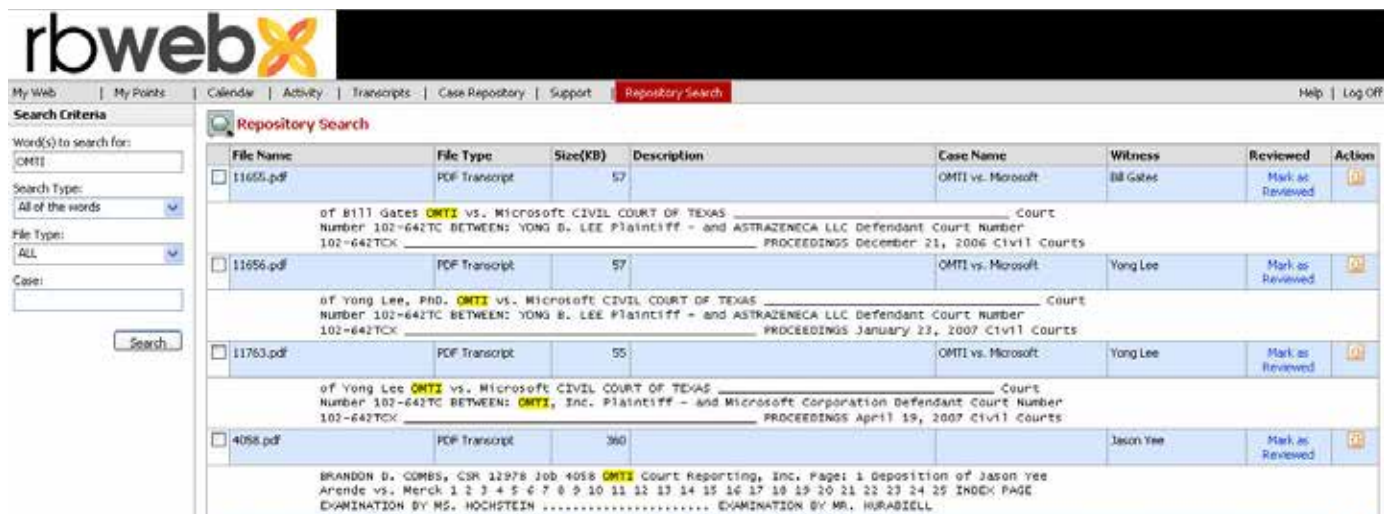 rbwebX
My Web | My Points | Calendar | Activity | Transcripts | Case Repository | Support | Repository Search Help | Log Off
Search Criteria
Word(s) to search for:
OMTI
Search Type:
All of the words
File Type:
ALL
Case:
Search
Repository Search
File Name File Type Size(KB) Description Case Name Witness Reviewed Action
11655.pdf PDF Transcript 57 OMTI vs. Microsoft Bill Gates Mark as Reviewed
of Bill Gates OMTI vs. Microsoft CIVIL COURT OF TEXAS ______________________________ Court
Number 102-642TC BETWEEN: YONG B. LEE Plaintiff - and ASTRAZENECA LLC Defendant Court Number
102-642TCX ________________________________________ PROCEEDINGS December 21, 2006 Civil Courts
11656.pdf PDF Transcript 57 OMTI vs. Microsoft Yong Lee Mark as Reviewed
of Yong Lee, PhD. OMTI vs. Microsoft CIVIL COURT OF TEXAS ______________________________ Court
Number 102-642TC BETWEEN: YONG B. LEE Plaintiff - and ASTRAZENECA LLC Defendant Court Number
102-642TCX ________________________________________ PROCEEDINGS January 23, 2007 Civil Courts
11763.pdf PDF Transcript 55 OMTI vs. Microsoft Yong Lee Mark as Reviewed
of Yong Lee OMTI vs. Microsoft CIVIL COURT OF TEXAS ______________________________ Court
Number 102-642TC BETWEEN: OMTI, Inc. Plaintiff - and Microsoft Corporation Defendant Court Number
102-642TCX ________________________________________ PROCEEDINGS April 19, 2007 Civil Courts
4058.pdf PDF Transcript 360 Jason Yee Mark as Reviewed
BRANDON D. COMBS, CSR 12978 Job 4058 OMTI Court Reporting, Inc. Page: 1 Deposition of Jason Yee
Arende vs. Merck 1 2 3 4 5 6 7 8 9 10 11 12 13 14 15 16 17 18 19 20 21 22 23 24 25 INDEX PAGE
EXAMINATION BY MS. HOCHSTEIN ...................... EXAMINATION BY MR. HURABIELL